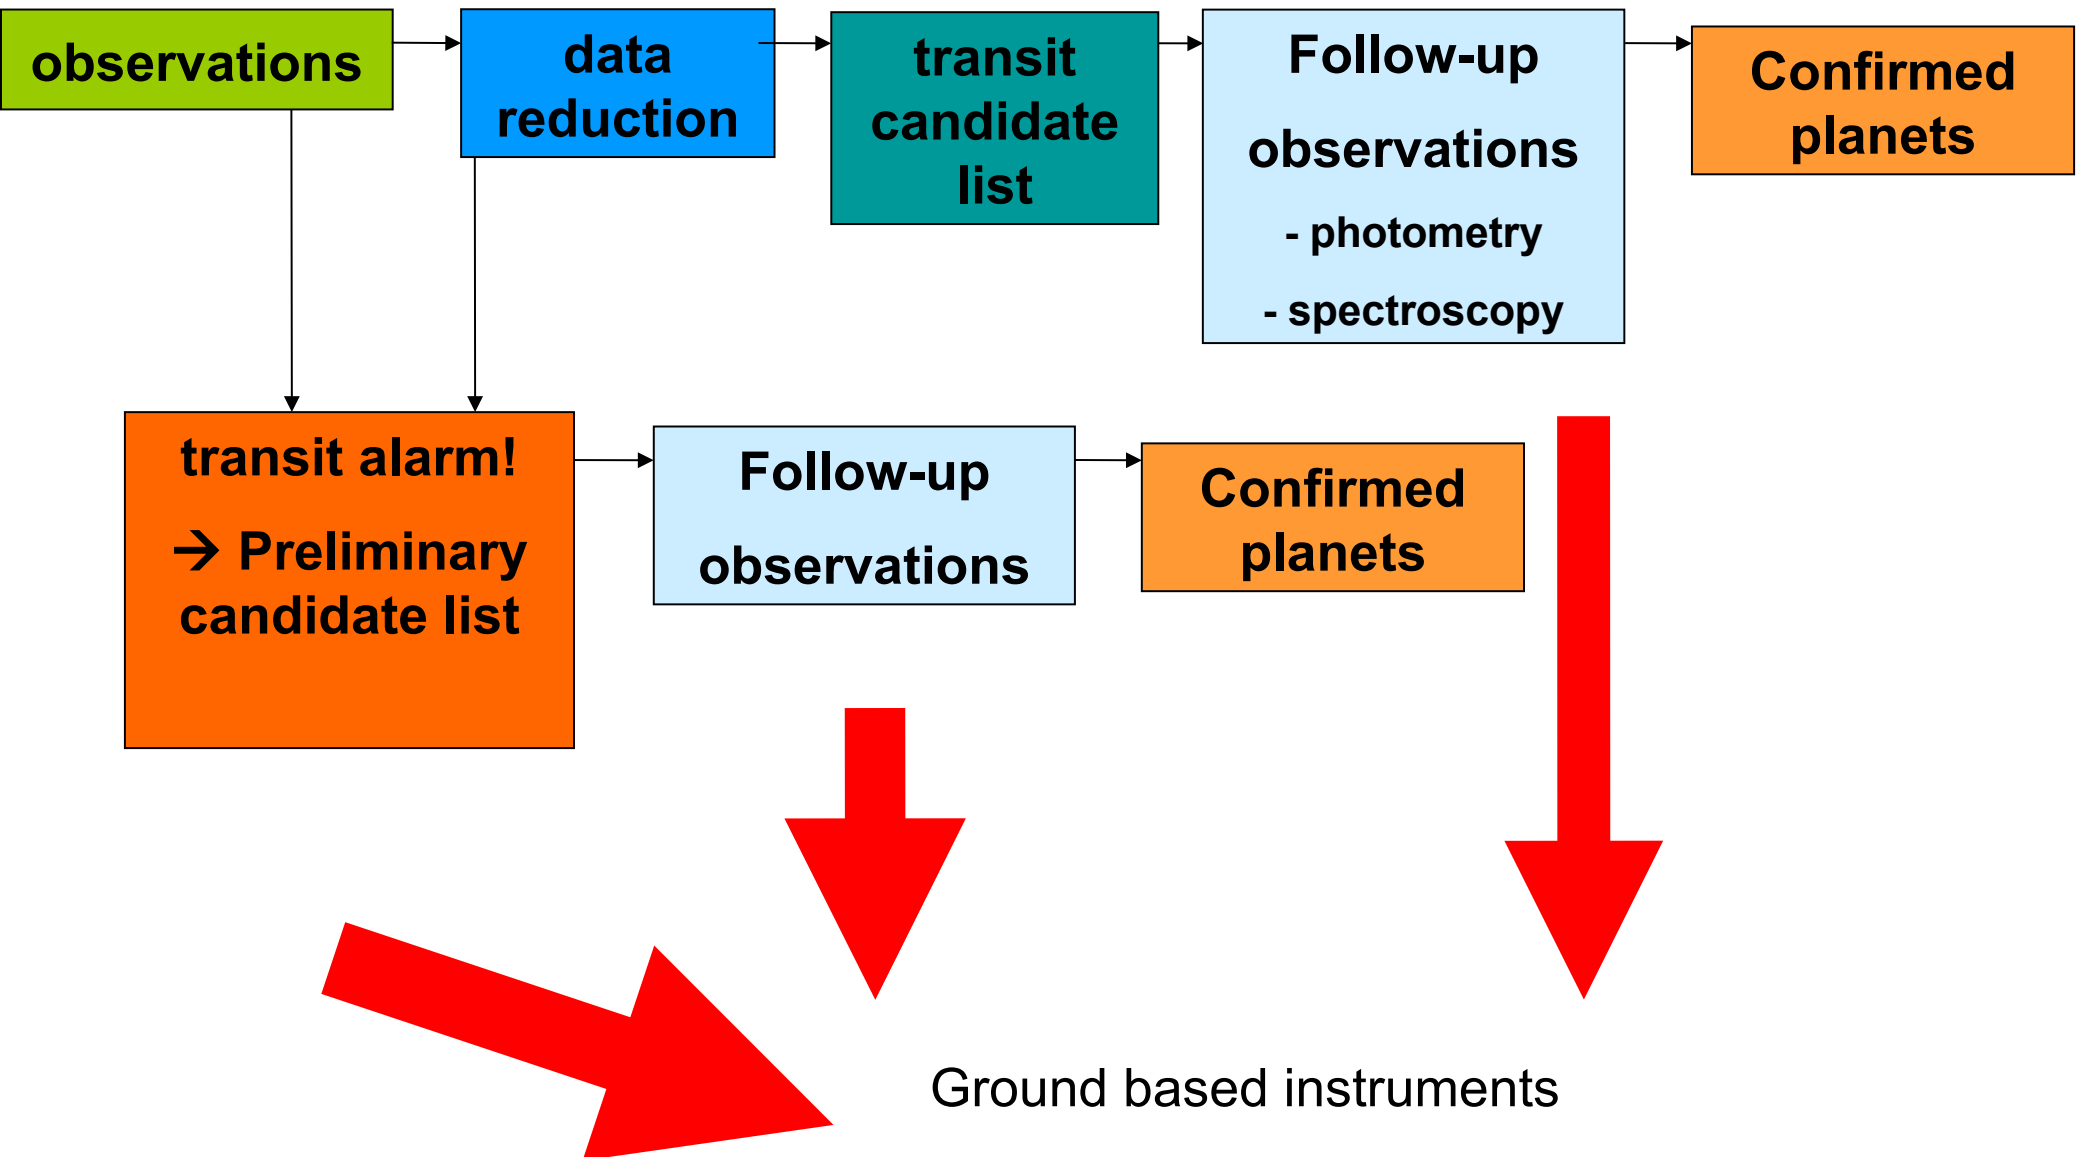 observations
data
reduction
transit
candidate
list
Follow-up
observations
- photometry
- spectroscopy
Confirmed
planets
transit alarm!
→ Preliminary
candidate list
Follow-up
observations
Confirmed
planets
Ground based instruments